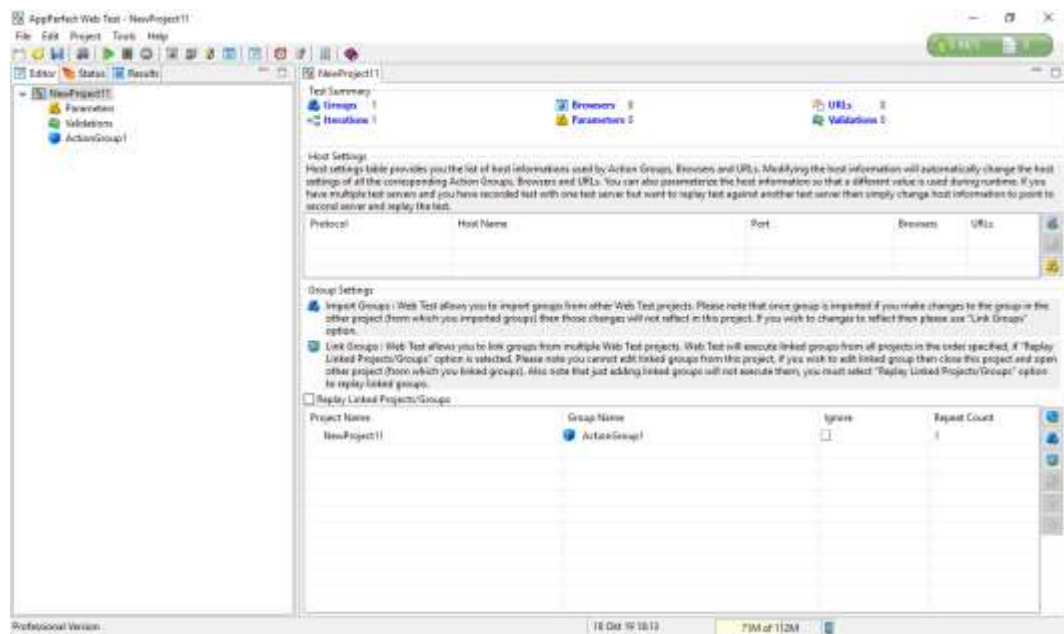 AppPerfect Web Test - NewProject11
File Edit Project Tools Help
Editor Status Results
NewProject11
Parameters
Validations
ActionGroup1
NewProject11
Test Summary
Groups 1 Browsers 0 URLs 0
Iterations 1 Parameters 0 Validations 0
Host Settings
Host settings table provides you the list of host informations used by Action Groups, Browsers and URLs. Modifying the host information will automatically change the host
settings of all the corresponding Action Groups, Browsers and URLs. You can also parameterize the host information so that a different value is used during runtime. If you
have multiple test servers and you have recorded test with one test server but want to replay test against another test server then simply change host information to point to
second server and replay the test.
Protocol Host Name Port Browsers URLs
Group Settings
Import Groups : Web Test allows you to import groups from other Web Test projects. Please note that once group is imported if you make changes to the group in the
other project (from which you imported groups) then those changes will not reflect in this project. If you wish to changes to reflect then please use "Link Groups"
option.
Link Groups : Web Test allows you to link groups from multiple Web Test projects. Web Test will execute linked groups from all projects in the order specified, if "Replay
Linked Projects/Groups" option is selected. Please note you cannot edit linked groups from this project, if you wish to edit linked group then close this project and open
other project (from which you linked groups). Also note that just adding linked groups will not execute them, you must select "Replay Linked Projects/Groups" option
to replay linked groups.
Replay Linked Projects/Groups
Project Name Group Name Ignore Repeat Count
NewProject11 ActionGroup1 1
Professional Version 18 Okt 19 18:13 79M of 112M